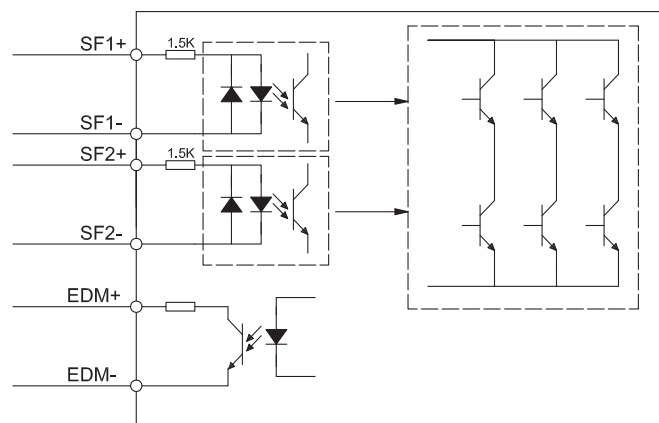 SF1+
1.5K
SF1-
SF2+
1.5K
SF2-
EDM+
EDM-